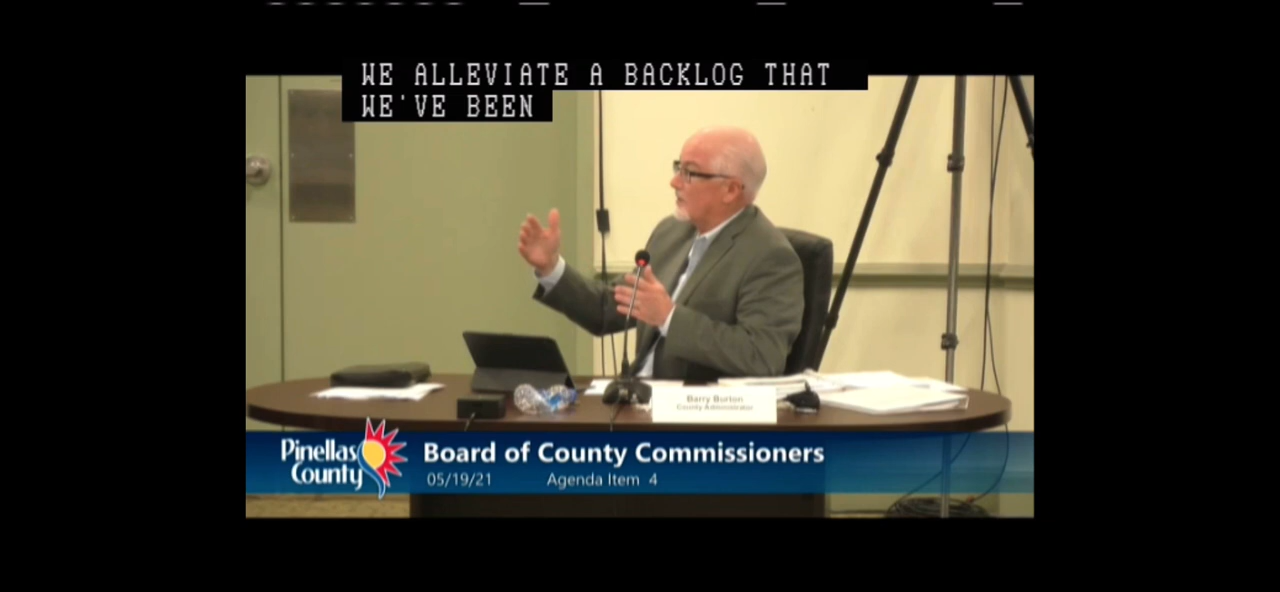 WE ALLEVIATE A BACKLOG THAT
WE'VE BEEN
Barry Burton
County Administrator
Pinellas
County
Board of County Commissioners
05/19/21 Agenda Item 4